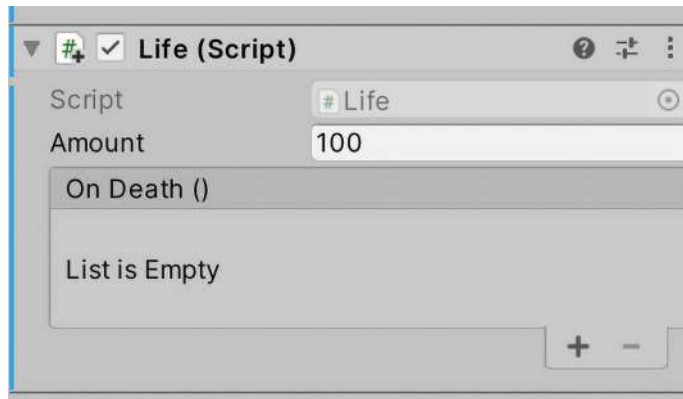 Life (Script)
Script Life
Amount 100
On Death ()
List is Empty